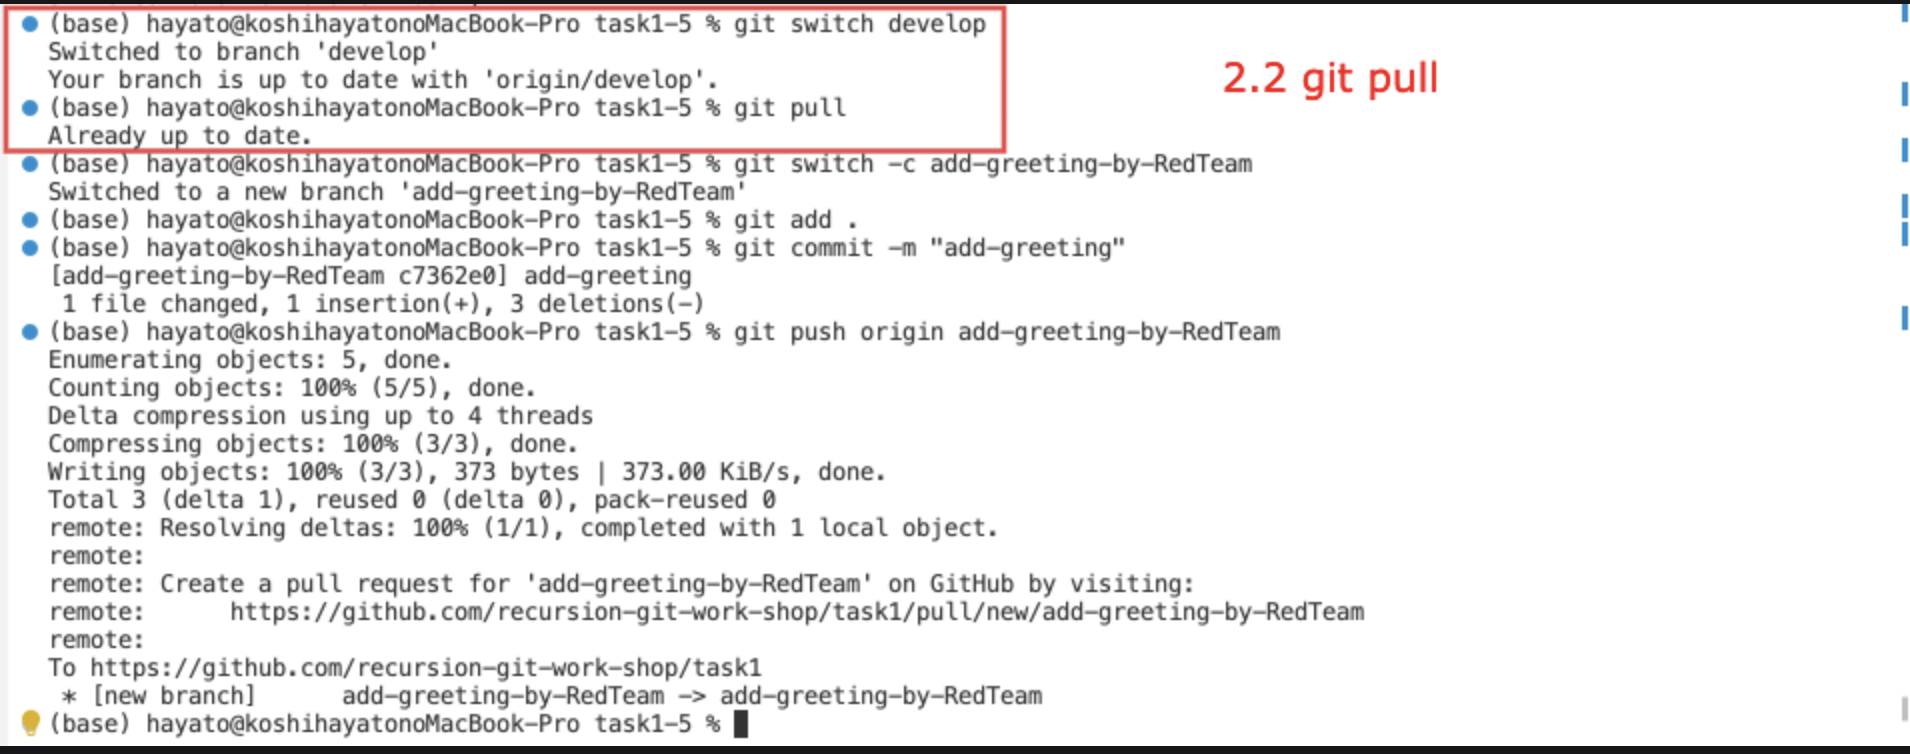 (base) hayato@koshihayatonoMacBook-Pro task1-5 % git switch develop
Switched to branch 'develop'
Your branch is up to date with 'origin/develop'.
2.2 git pull
(base) hayato@koshihayatonoMacBook-Pro task1-5 % git pull
Already up to date.
(base) hayato@koshihayatonoMacBook-Pro task1-5 % git switch -c add-greeting-by-RedTeam
Switched to a new branch 'add-greeting-by-RedTeam'
(base) hayato@koshihayatonoMacBook-Pro task1-5 % git add .
(base) hayato@koshihayatonoMacBook-Pro task1-5 % git commit -m "add-greeting"
[add-greeting-by-RedTeam c7362e0] add-greeting
 1 file changed, 1 insertion(+), 3 deletions(-)
(base) hayato@koshihayatonoMacBook-Pro task1-5 % git push origin add-greeting-by-RedTeam
Enumerating objects: 5, done.
Counting objects: 100% (5/5), done.
Delta compression using up to 4 threads
Compressing objects: 100% (3/3), done.
Writing objects: 100% (3/3), 373 bytes | 373.00 KiB/s, done.
Total 3 (delta 1), reused 0 (delta 0), pack-reused 0
remote: Resolving deltas: 100% (1/1), completed with 1 local object.
remote:
remote: Create a pull request for 'add-greeting-by-RedTeam' on GitHub by visiting:
remote:      https://github.com/recursion-git-work-shop/task1/pull/new/add-greeting-by-RedTeam
remote:
To https://github.com/recursion-git-work-shop/task1
 * [new branch]      add-greeting-by-RedTeam -> add-greeting-by-RedTeam
(base) hayato@koshihayatonoMacBook-Pro task1-5 %